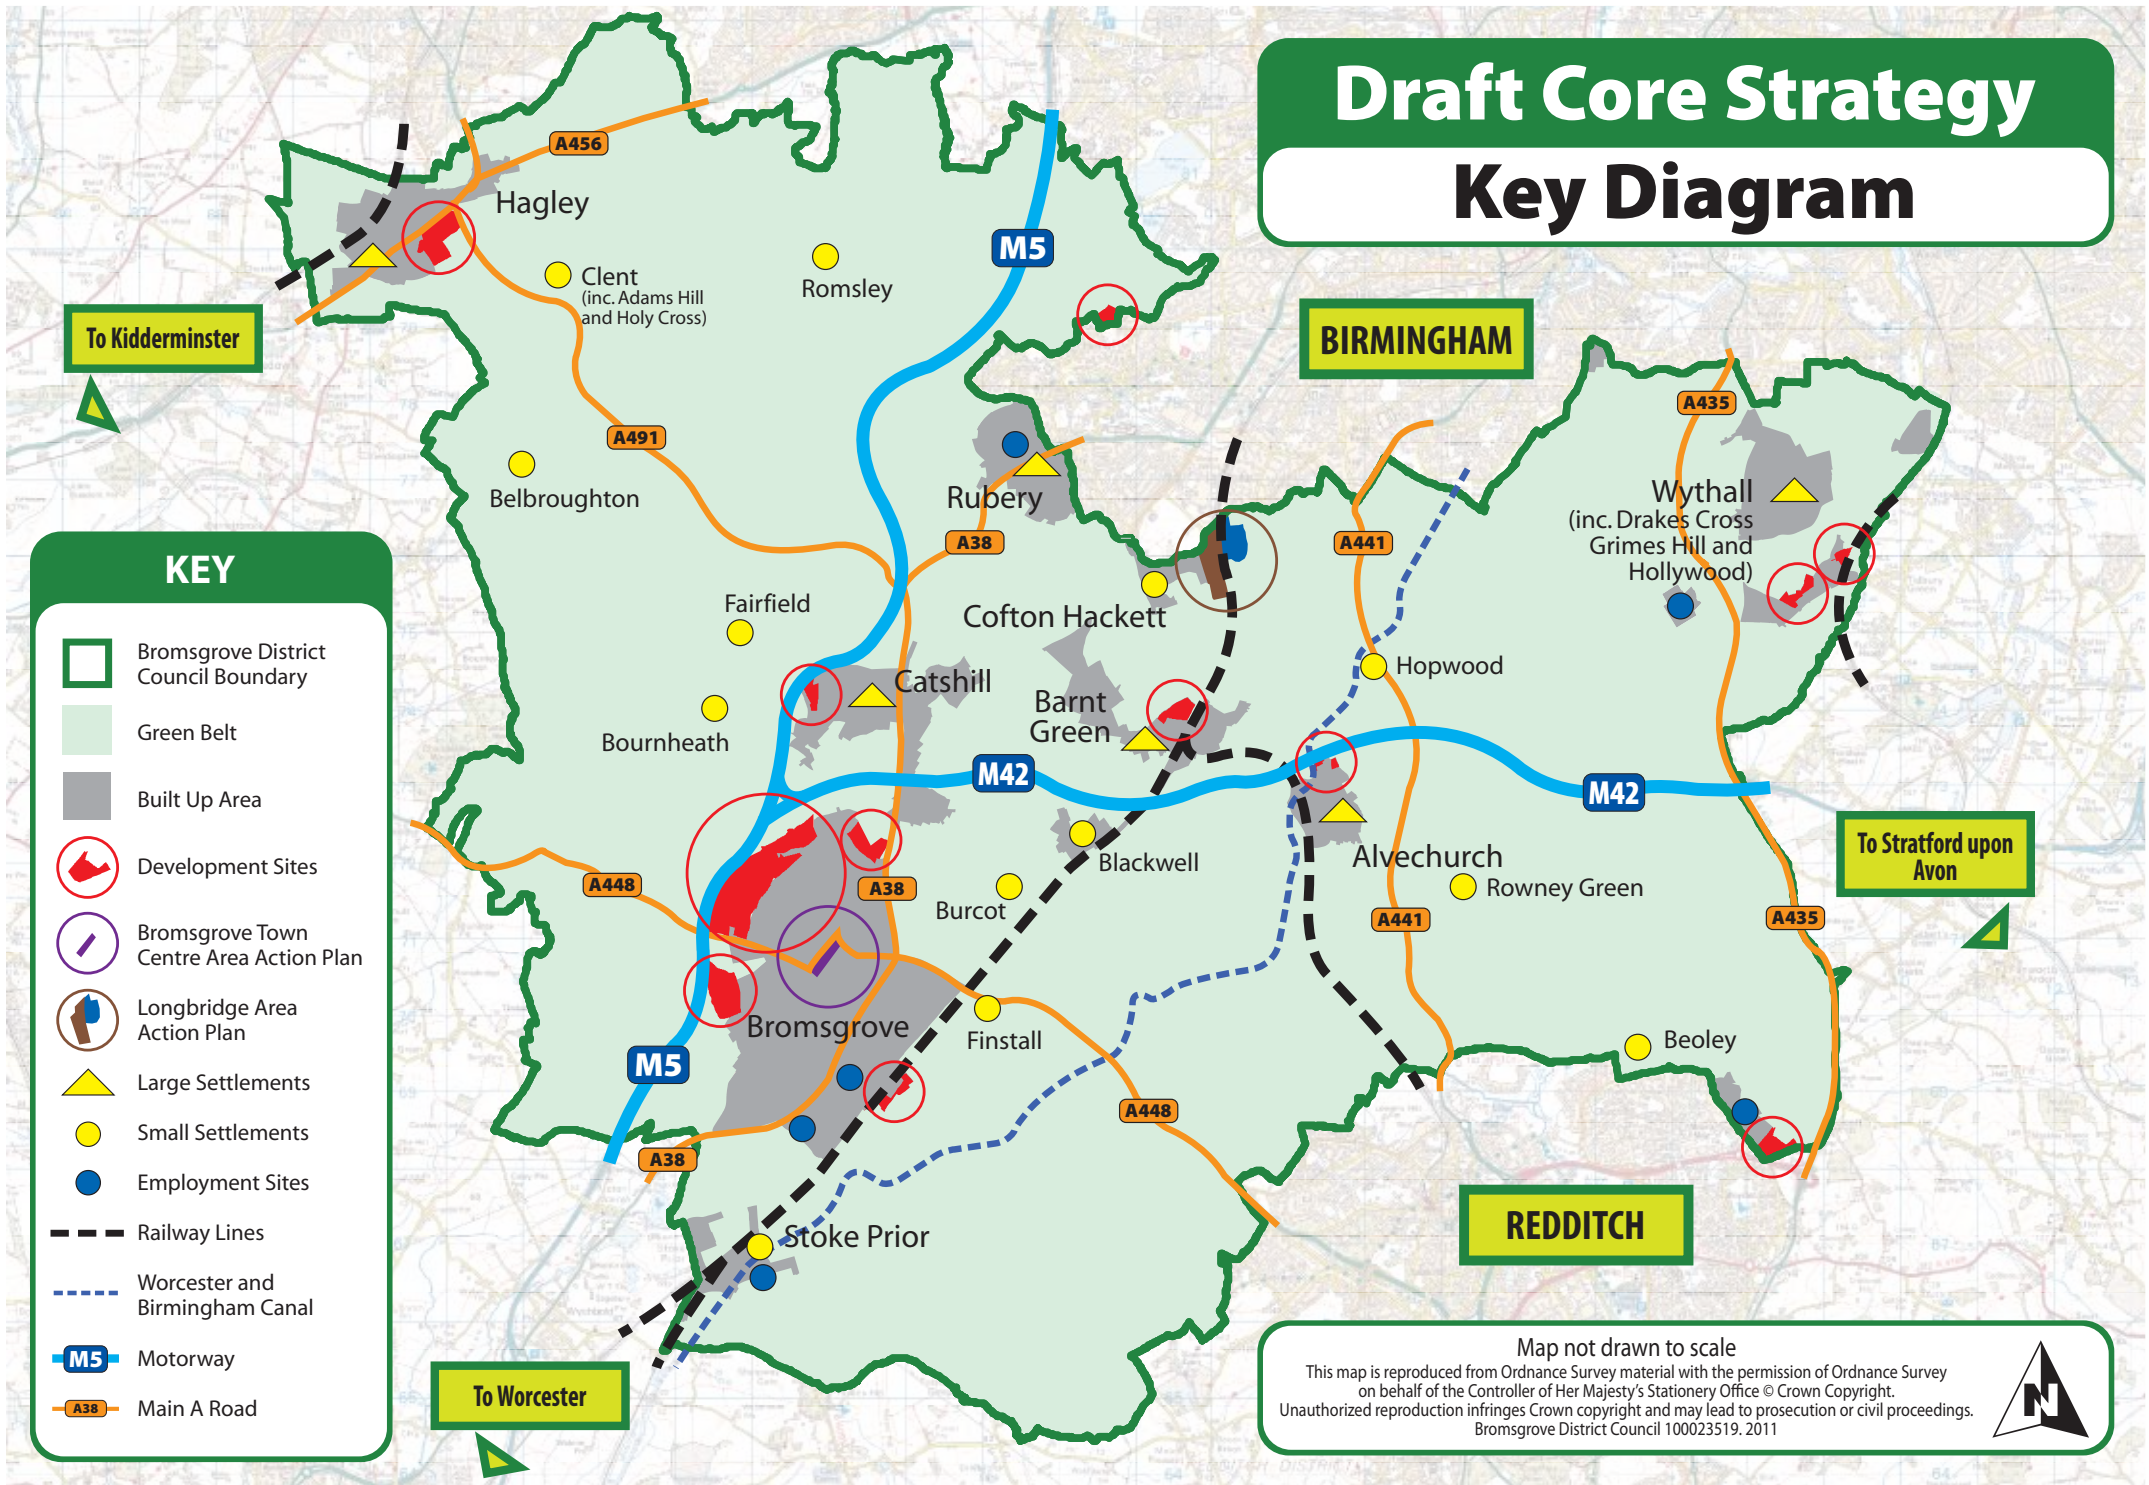 Draft Core Strategy
Key Diagram
A456
Hagley
M5
Clent
(inc. Adams Hill
and Holy Cross)
Romsley
To Kidderminster
BIRMINGHAM
A435
A491
Belbroughton
Rubery
Wythall
(inc. Drakes Cross
Grimes Hill and
Hollywood)
A38
A441
Fairfield
Cofton Hackett
Hopwood
Catshill
Barnt
Green
Bournheath
M42
M42
To Stratford upon
Avon
Blackwell
Alvechurch
A448
A38
Rowney Green
Burcot
A441
A435
Bromsgrove
Finstall
Beoley
M5
A448
A38
REDDITCH
Stoke Prior
To Worcester
KEY
Bromsgrove District
Council Boundary
Green Belt
Built Up Area
Development Sites
Bromsgrove Town
Centre Area Action Plan
Longbridge Area
Action Plan
Large Settlements
Small Settlements
Employment Sites
Railway Lines
Worcester and
Birmingham Canal
M5 Motorway
A38 Main A Road
Map not drawn to scale
This map is reproduced from Ordnance Survey material with the permission of Ordnance Survey
on behalf of the Controller of Her Majesty's Stationery Office © Crown Copyright.
Unauthorized reproduction infringes Crown copyright and may lead to prosecution or civil proceedings.
Bromsgrove District Council 100023519. 2011
N